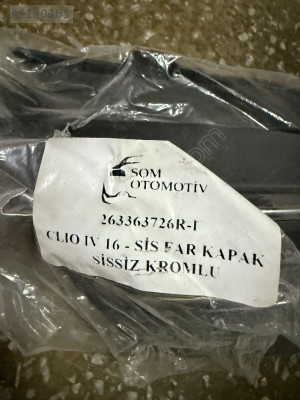 SOM
OTOMOTİV
263363726R-I
CLIO IV 16 - SİS FAR KAPAK
SİSSİZ KROMLU